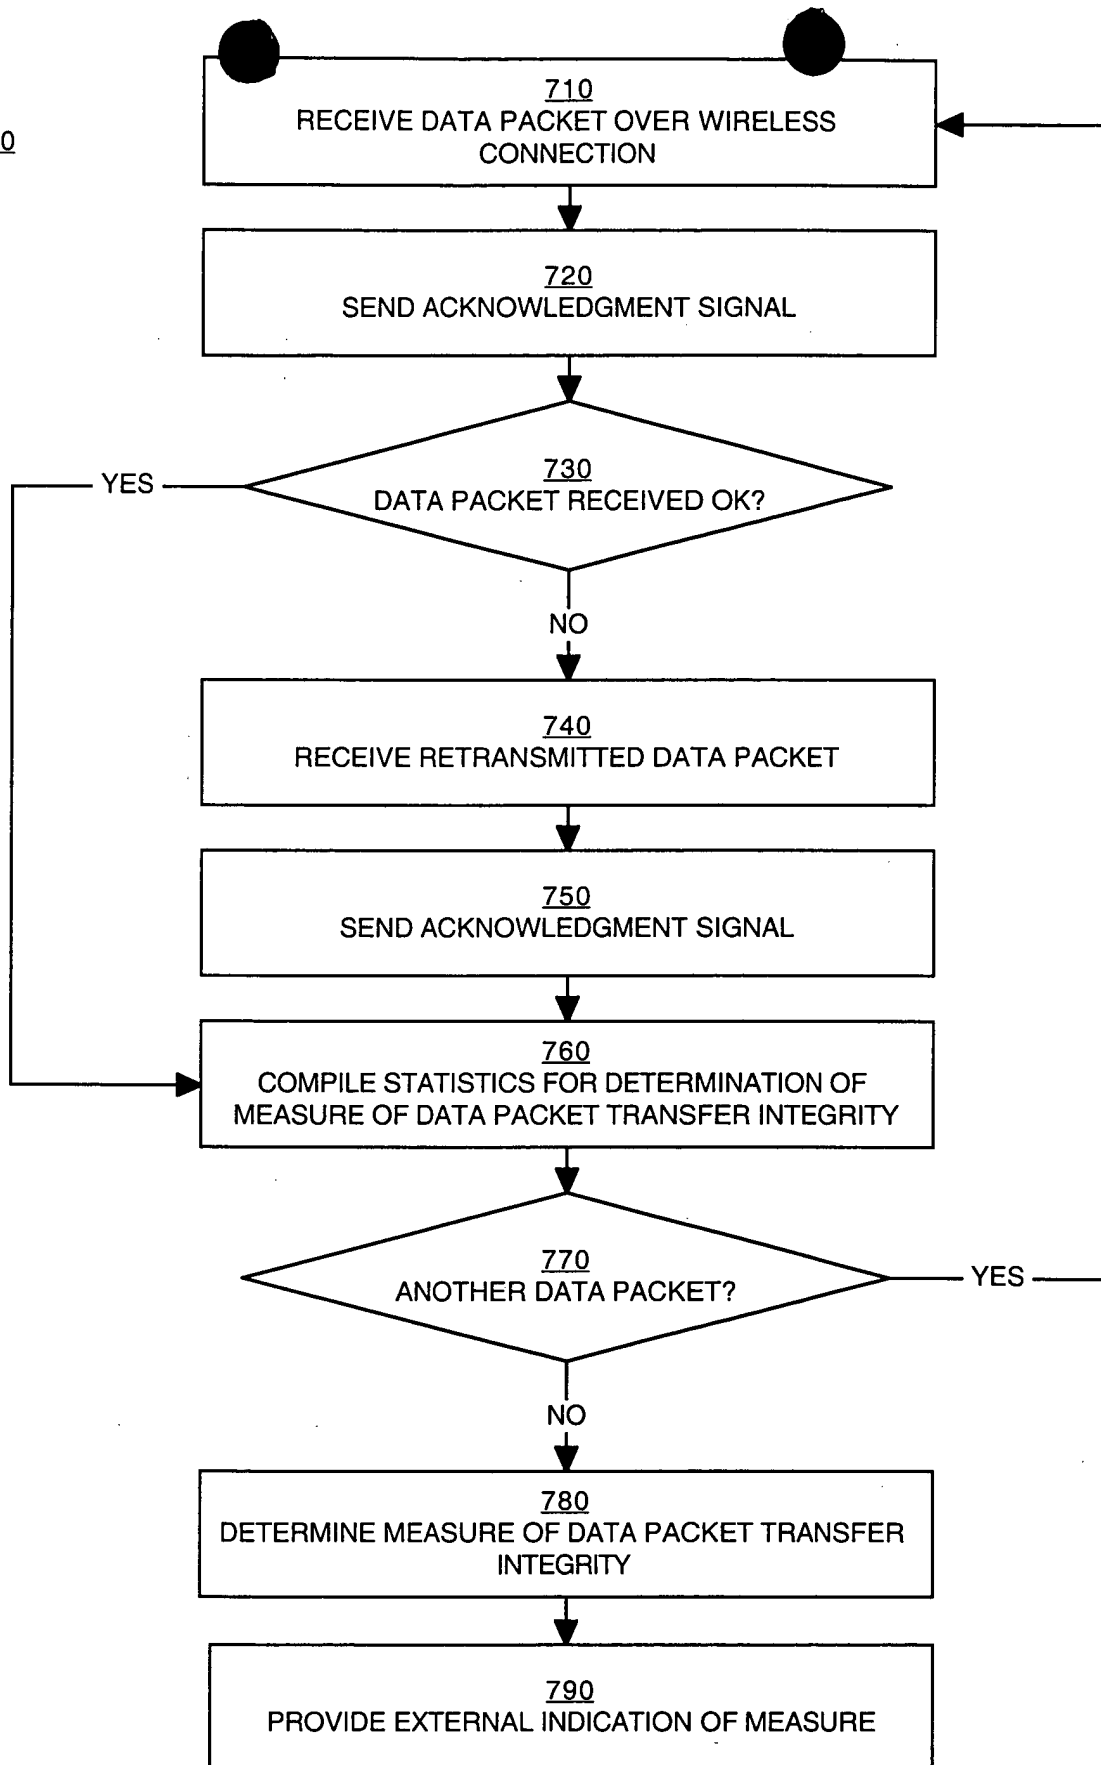 0
710
RECEIVE DATA PACKET OVER WIRELESS
CONNECTION
720
SEND ACKNOWLEDGMENT SIGNAL
730
DATA PACKET RECEIVED OK?
YES
NO
740
RECEIVE RETRANSMITTED DATA PACKET
750
SEND ACKNOWLEDGMENT SIGNAL
760
COMPILE STATISTICS FOR DETERMINATION OF
MEASURE OF DATA PACKET TRANSFER INTEGRITY
770
ANOTHER DATA PACKET?
YES
NO
780
DETERMINE MEASURE OF DATA PACKET TRANSFER
INTEGRITY
790
PROVIDE EXTERNAL INDICATION OF MEASURE